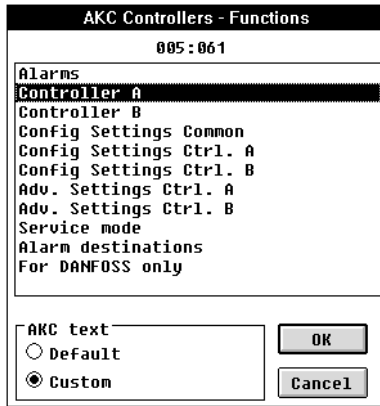 AKC Controllers - Functions
005:061
Alarms
Controller A
Controller B
Config Settings Common
Config Settings Ctrl. A
Config Settings Ctrl. B
Adv. Settings Ctrl. A
Adv. Settings Ctrl. B
Service mode
Alarm destinations
For DANFOSS only
AKC text
Default
Custom
OK
Cancel